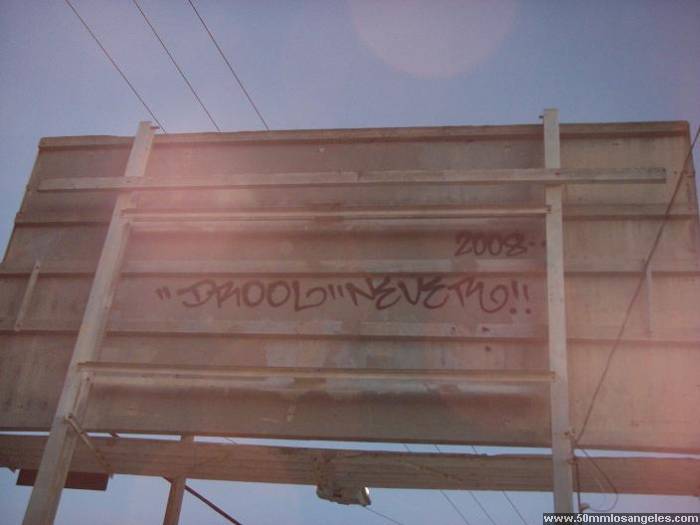 2008..
"DROOL" "NEVER!!
www.50mmlosangeles.com